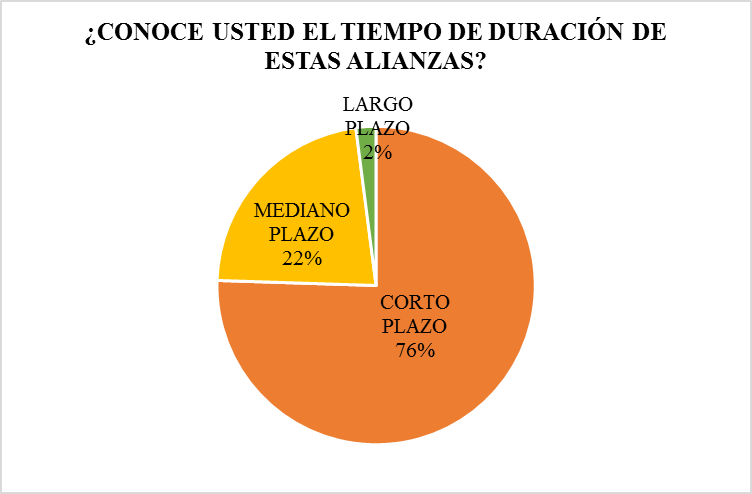 ¿CONOCE USTED EL TIEMPO DE DURACIÓN DE
ESTAS ALIANZAS?
LARGO
PLAZO
2%
MEDIANO
PLAZO
22%
CORTO
PLAZO
76%